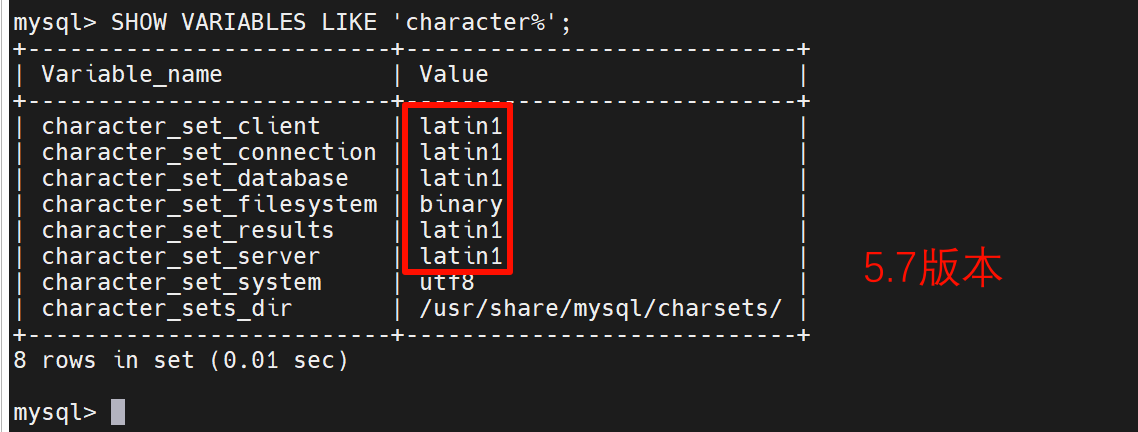 mysql> SHOW VARIABLES LIKE 'character%';
+--------------------------+----------------------------+
| Variable_name            | Value                      |
+--------------------------+----------------------------+
| character_set_client     | latin1                     |
| character_set_connection | latin1                     |
| character_set_database   | latin1                     |
| character_set_filesystem | binary                     |
| character_set_results    | latin1                     |
| character_set_server     | latin1                     |
| character_set_system     | utf8                       |
| character_sets_dir       | /usr/share/mysql/charsets/ |
+--------------------------+----------------------------+
8 rows in set (0.01 sec)
mysql>
5.7版本